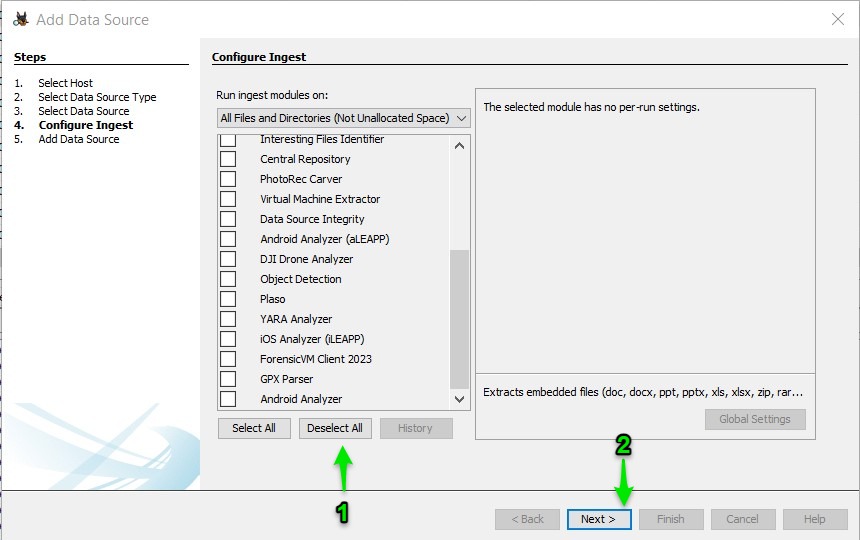 Add Data Source
Steps
1. Select Host
2. Select Data Source Type
3. Select Data Source
4. Configure Ingest
5. Add Data Source
Configure Ingest
Run ingest modules on:
All Files and Directories (Not Unallocated Space)
Interesting Files Identifier
Central Repository
PhotoRec Carver
Virtual Machine Extractor
Data Source Integrity
Android Analyzer (aLEAPP)
DJI Drone Analyzer
Object Detection
Plaso
YARA Analyzer
iOS Analyzer (iLEAPP)
ForensicVM Client 2023
GPX Parser
Android Analyzer
Select All Deselect All History
The selected module has no per-run settings.
Extracts embedded files (doc, docx, ppt, pptx, xls, xlsx, zip, rar...
Global Settings
1
2
< Back Next > Finish Cancel Help